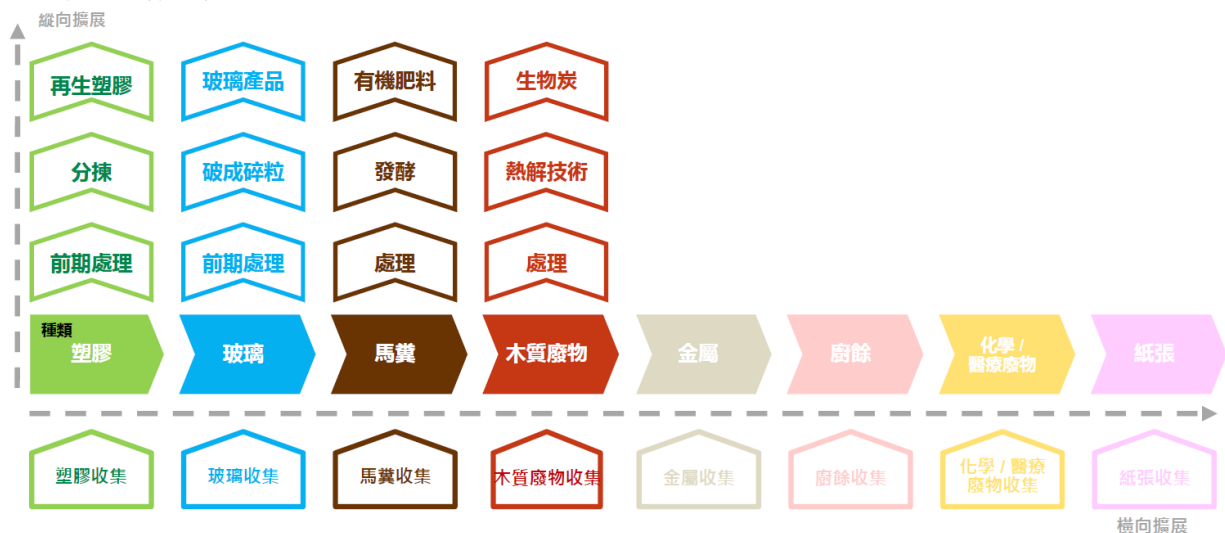 縱向擴展
再生塑膠
玻璃產品
有機肥料
生物炭
分揀
破成碎粒
發酵
熱解技術
前期處理
前期處理
處理
處理
種類
塑膠
玻璃
馬糞
木質廢物
金屬
廚餘
化學 /
醫療廢物
紙張
塑膠收集
玻璃收集
馬糞收集
木質廢物收集
金屬收集
廚餘收集
化學 / 醫療
廢物收集
紙張收集
橫向擴展